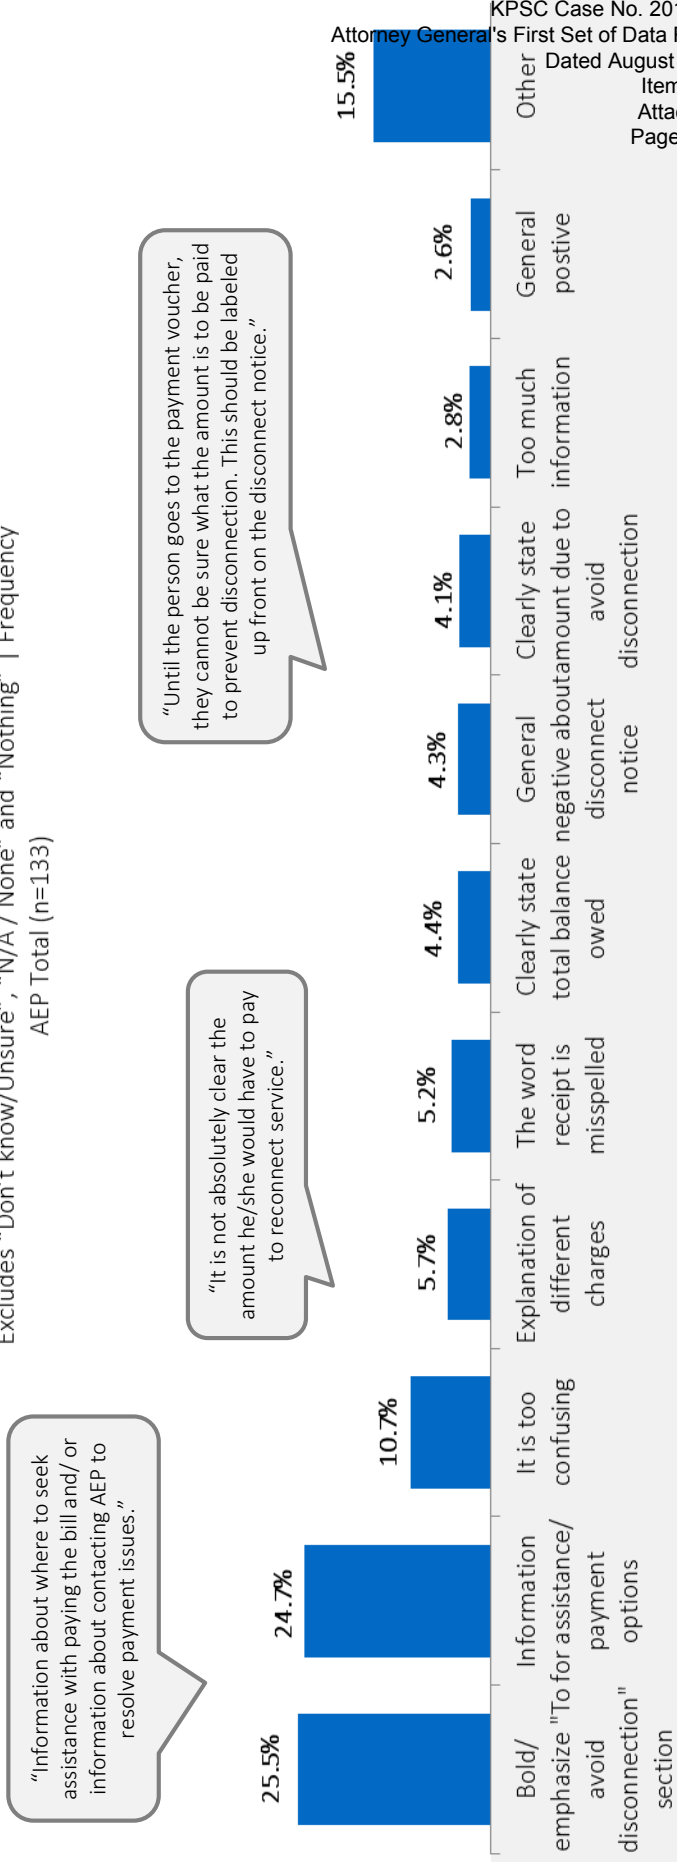 KPSC Case No. 201
Attorney General's First Set of Data R
Dated August
Item
Attac
Page
Excludes "Don't know/Unsure", "N/A / None" and "Nothing" | Frequency
AEP Total (n=133)
“Information about where to seek
assistance with paying the bill and/ or
information about contacting AEP to
resolve payment issues.”
“It is not absolutely clear the
amount he/she would have to pay
to reconnect service.”
“Until the person goes to the payment voucher,
they cannot be sure what the amount is to be paid
to prevent disconnection. This should be labeled
up front on the disconnect notice.”
25.5%
24.7%
10.7%
5.7%
5.2%
4.4%
4.3%
4.1%
2.8%
2.6%
15.5%
Bold/
emphasize "To
avoid
disconnection"
section
Information
for assistance/
payment
options
It is too
confusing
Explanation of
different
charges
The word
receipt is
misspelled
Clearly state
total balance
owed
General
negative about
disconnect
notice
Clearly state
amount due to
avoid
disconnection
Too much
information
General
postive
Other